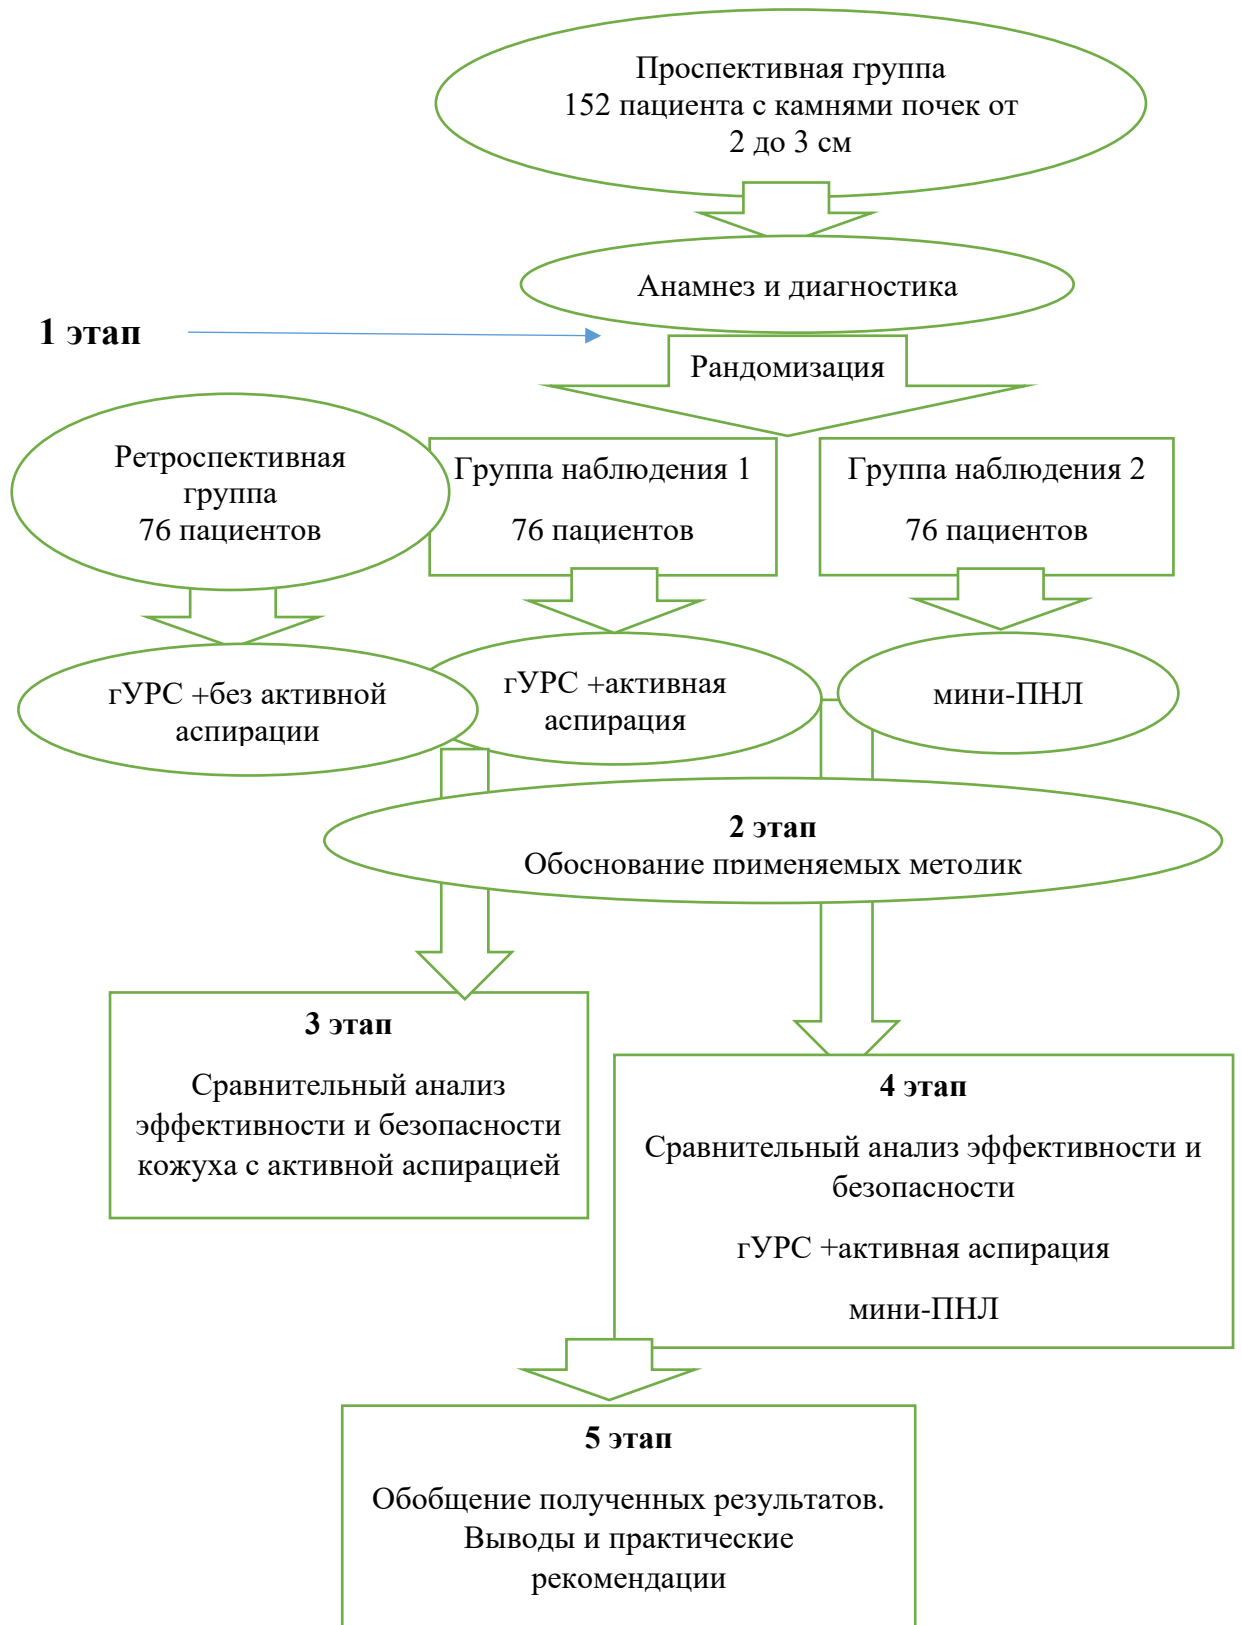 Проспективная группа
152 пациента с камнями почек от
2 до 3 см
Анамнез и диагностика
1 этап
Рандомизация
Ретроспективная
группа
76 пациентов
Группа наблюдения 1
76 пациентов
Группа наблюдения 2
76 пациентов
гУРС +без активной
аспирации
гУРС +активная
аспирация
мини-ПНЛ
2 этап
Обоснование применяемых методик
3 этап
Сравнительный анализ
эффективности и безопасности
кожуха с активной аспирацией
4 этап
Сравнительный анализ эффективности и
безопасности
гУРС +активная аспирация
мини-ПНЛ
5 этап
Обобщение полученных результатов.
Выводы и практические
рекомендации